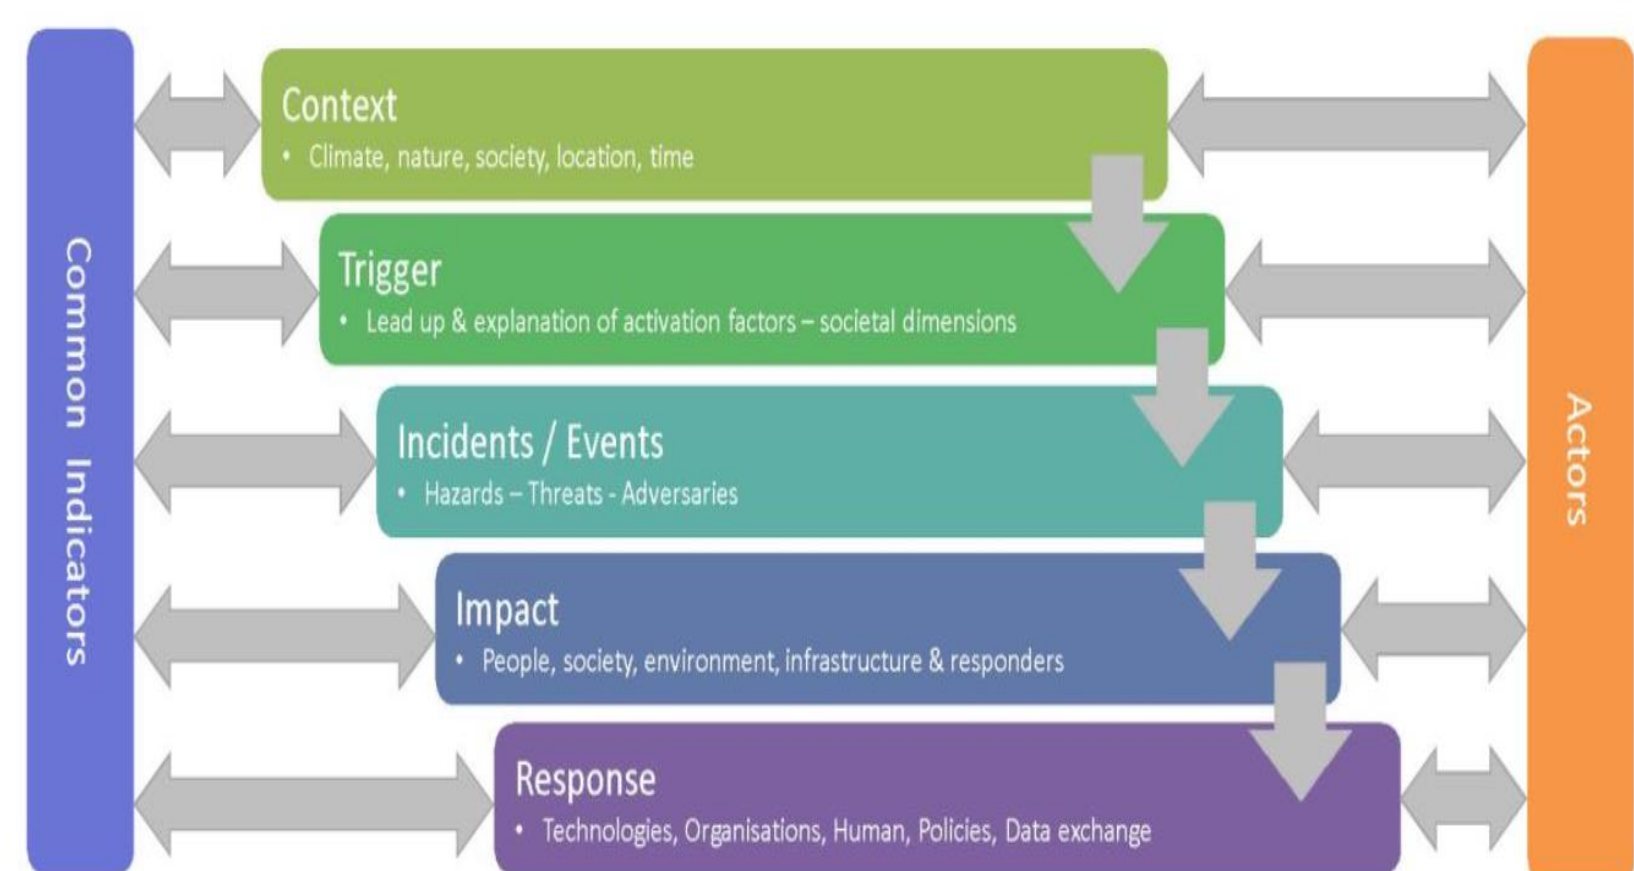 Common Indicators
Context
• Climate, nature, society, location, time
Trigger
• Lead up & explanation of activation factors – societal dimensions
Incidents / Events
• Hazards – Threats - Adversaries
Impact
• People, society, environment, infrastructure & responders
Response
• Technologies, Organisations, Human, Policies, Data exchange
Actors